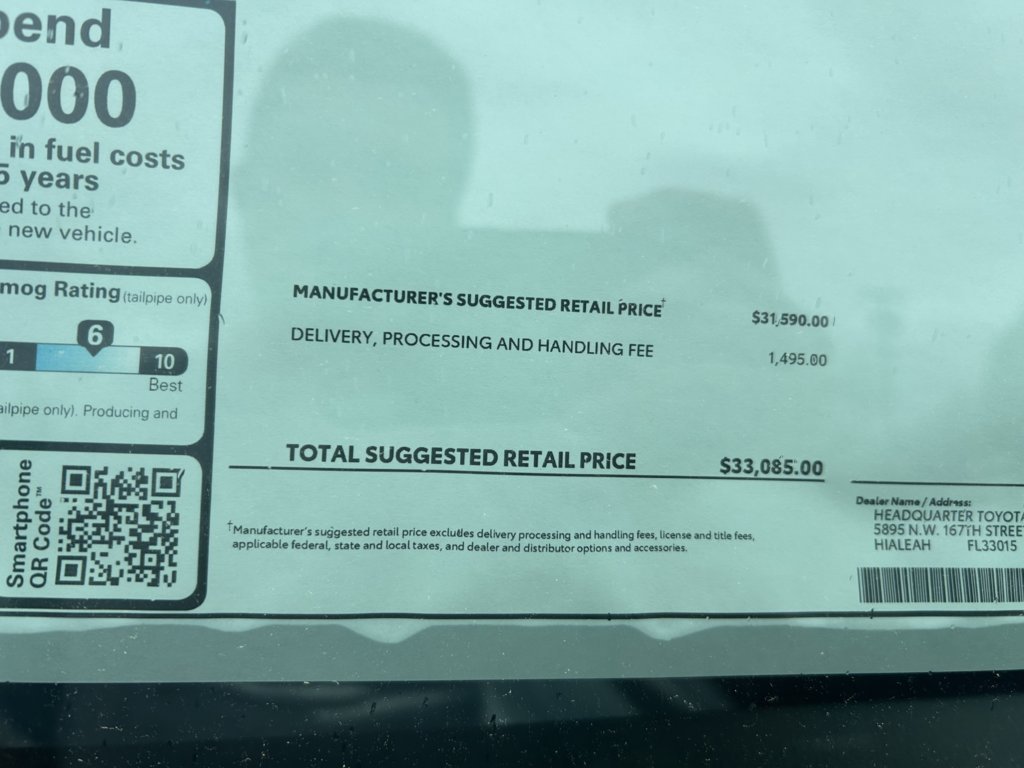 pend
000
in fuel costs
5 years
ed to the
new vehicle.
mog Rating (tailpipe only)
6
1
10
Best
ailpipe only). Producing and
Smartphone
QR Code™
MANUFACTURER'S SUGGESTED RETAIL PRICE† $31,590.00
DELIVERY, PROCESSING AND HANDLING FEE 1,495.00
TOTAL SUGGESTED RETAIL PRICE $33,085.00
†Manufacturer's suggested retail price excludes delivery processing and handling fees, license and title fees,
applicable federal, state and local taxes, and dealer and distributor options and accessories.
Dealer Name / Address:
HEADQUARTER TOYOTA
5895 N.W. 167TH STREE
HIALEAH FL33015